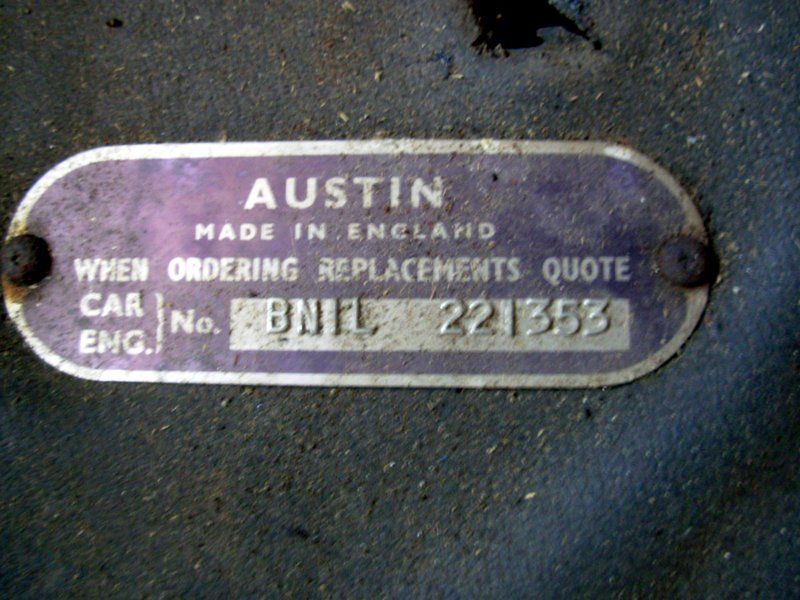 AUSTIN
MADE IN ENGLAND
WHEN ORDERING REPLACEMENTS QUOTE
CAR
ENG. No. BN1L 221353